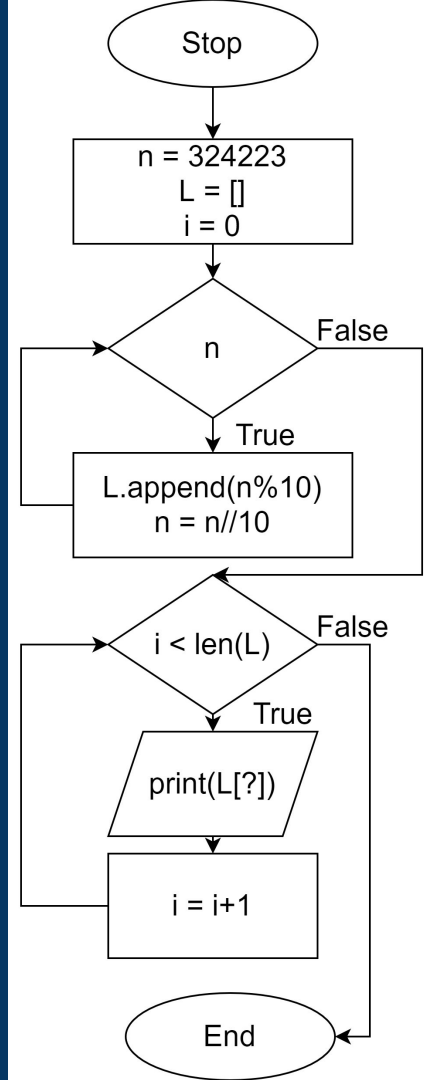 Stop
n = 324223
L = []
i = 0
n
False
True
L.append(n%10)
n = n//10
i < len(L)
False
True
print(L[?])
i = i+1
End